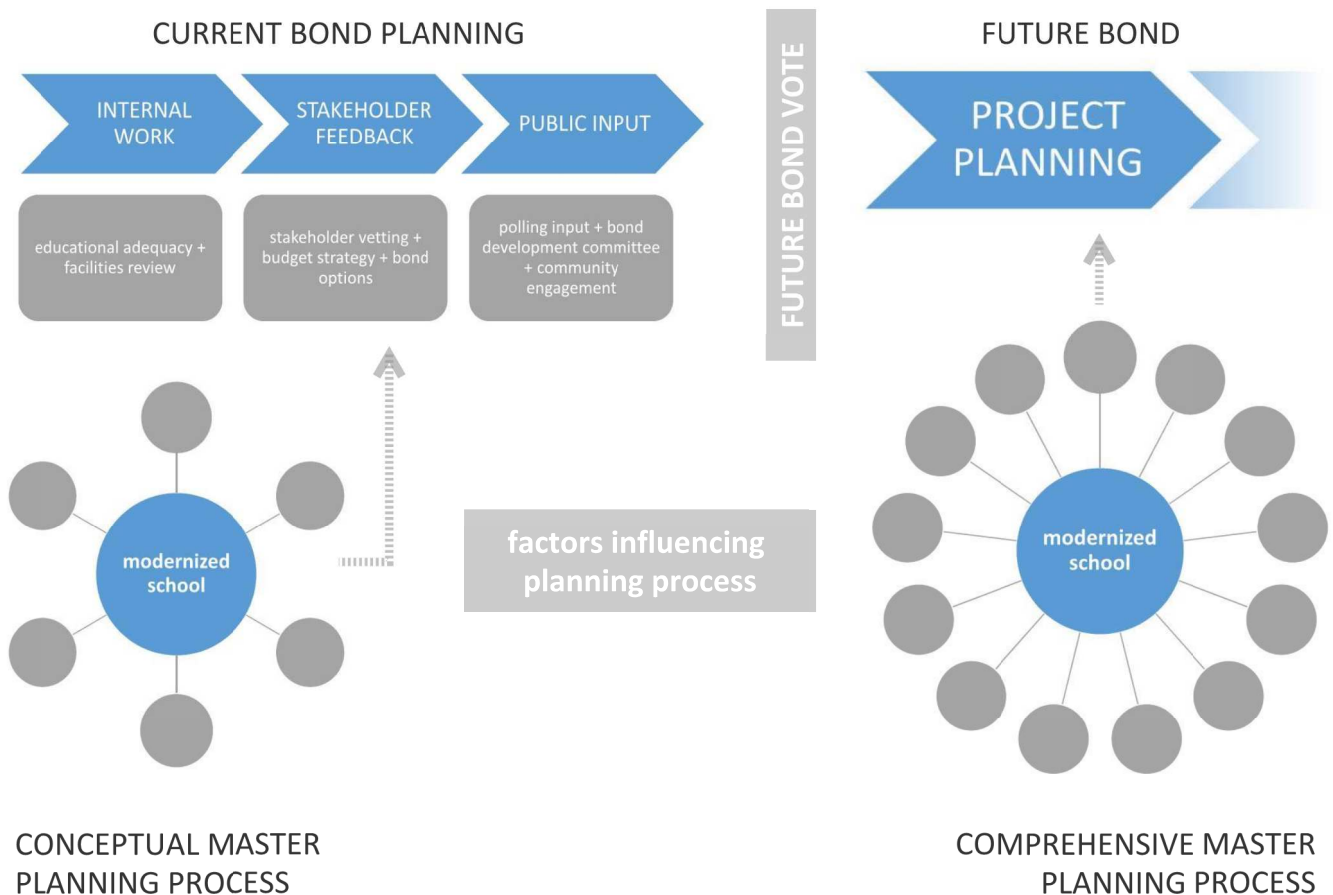 CURRENT BOND PLANNING
INTERNAL
WORK
STAKEHOLDER
FEEDBACK
PUBLIC INPUT
educational adequacy +
facilities review
stakeholder vetting +
budget strategy + bond
options
polling input + bond
development committee
+ community
engagement
FUTURE BOND VOTE
FUTURE BOND
PROJECT
PLANNING
modernized
school
factors influencing
planning process
modernized
school
CONCEPTUAL MASTER
PLANNING PROCESS
COMPREHENSIVE MASTER
PLANNING PROCESS